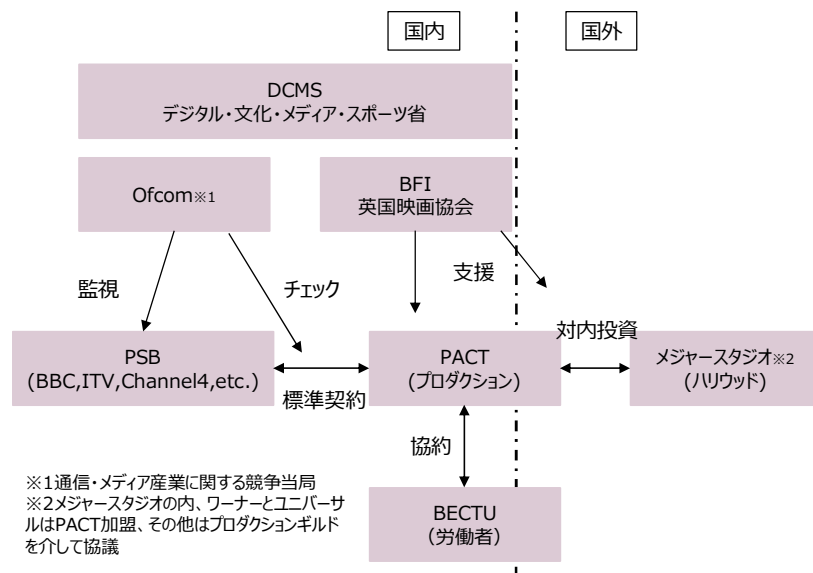 国内
国外
DCMS
デジタル・文化・メディア・スポーツ省
Ofcom※1
BFI
英国映画協会
監視
チェック
支援
対内投資
PSB
(BBC,ITV,Channel4,etc.)
標準契約
PACT
(プロダクション)
メジャースタジオ※2
(ハリウッド)
協約
※1通信・メディア産業に関する競争当局
※2メジャースタジオの内、ワーナーとユニバーサ
ルはPACT加盟、その他はプロダクションギルド
を介して協議
BECTU
(労働者)